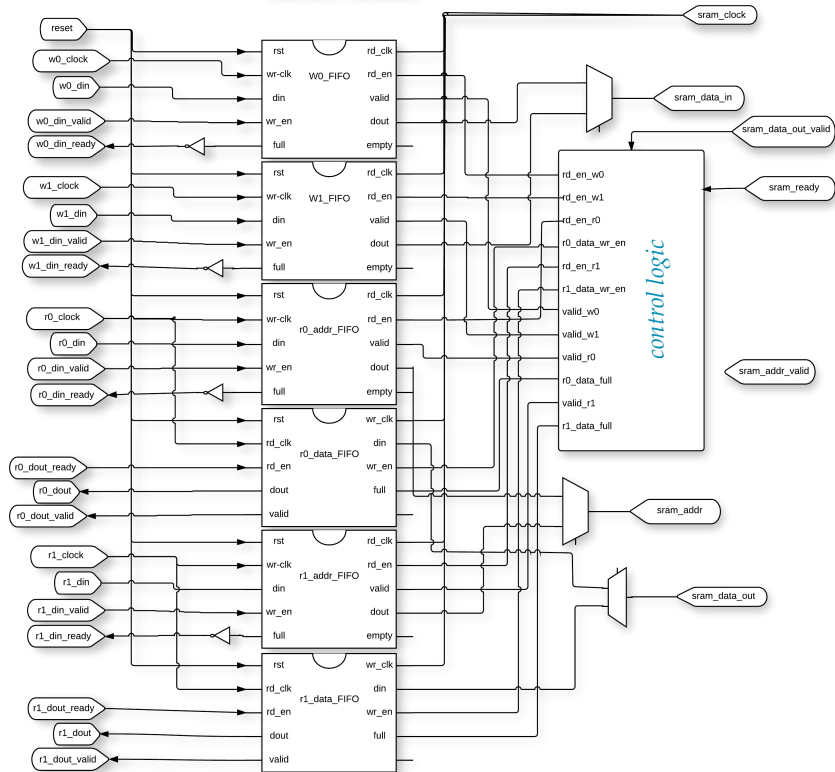 reset
w0_clock
w0_din
w0_din_valid
w0_din_ready
w1_clock
w1_din
w1_din_valid
w1_din_ready
r0_clock
r0_din
r0_din_valid
r0_din_ready
r0_dout_ready
r0_dout
r0_dout_valid
r1_clock
r1_din
r1_din_valid
r1_din_ready
r1_dout_ready
r1_dout
r1_dout_valid
rst rd_clk
W0_FIFO
wr-clk rd_en
din valid
wr_en dout
full empty
rst rd_clk
W1_FIFO
wr-clk rd_en
din valid
wr_en dout
full empty
rst rd_clk
wr-clk rd_en
r0_addr_FIFO
din valid
wr_en dout
full empty
rst wr_clk
rd_clk din
r0_data_FIFO
rd_en wr_en
dout full
valid
rst rd_clk
wr-clk rd_en
r1_addr_FIFO
din valid
wr_en dout
full empty
rst wr_clk
rd_clk din
r1_data_FIFO
rd_en wr_en
dout full
valid
rd_en_w0
rd_en_w1
rd_en_r0
r0_data_wr_en
rd_en_r1
r1_data_wr_en
valid_w0
valid_w1
valid_r0
r0_data_full
valid_r1
r1_data_full
control logic
sram_clock
sram_data_in
sram_data_out_valid
sram_ready
sram_addr_valid
sram_addr
sram_data_out